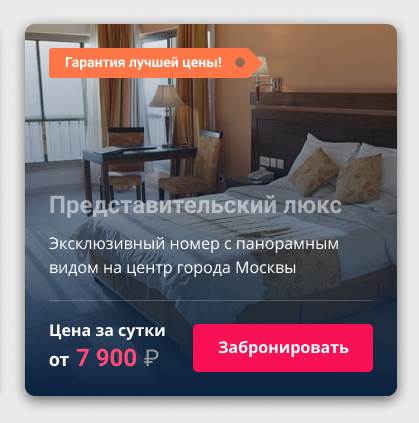 Гарантия лучшей цены!
Представительский люкс
Эксклюзивный номер с панорамным
видом на центр города Москвы
Цена за сутки
от 7 900 ₽
Забронировать